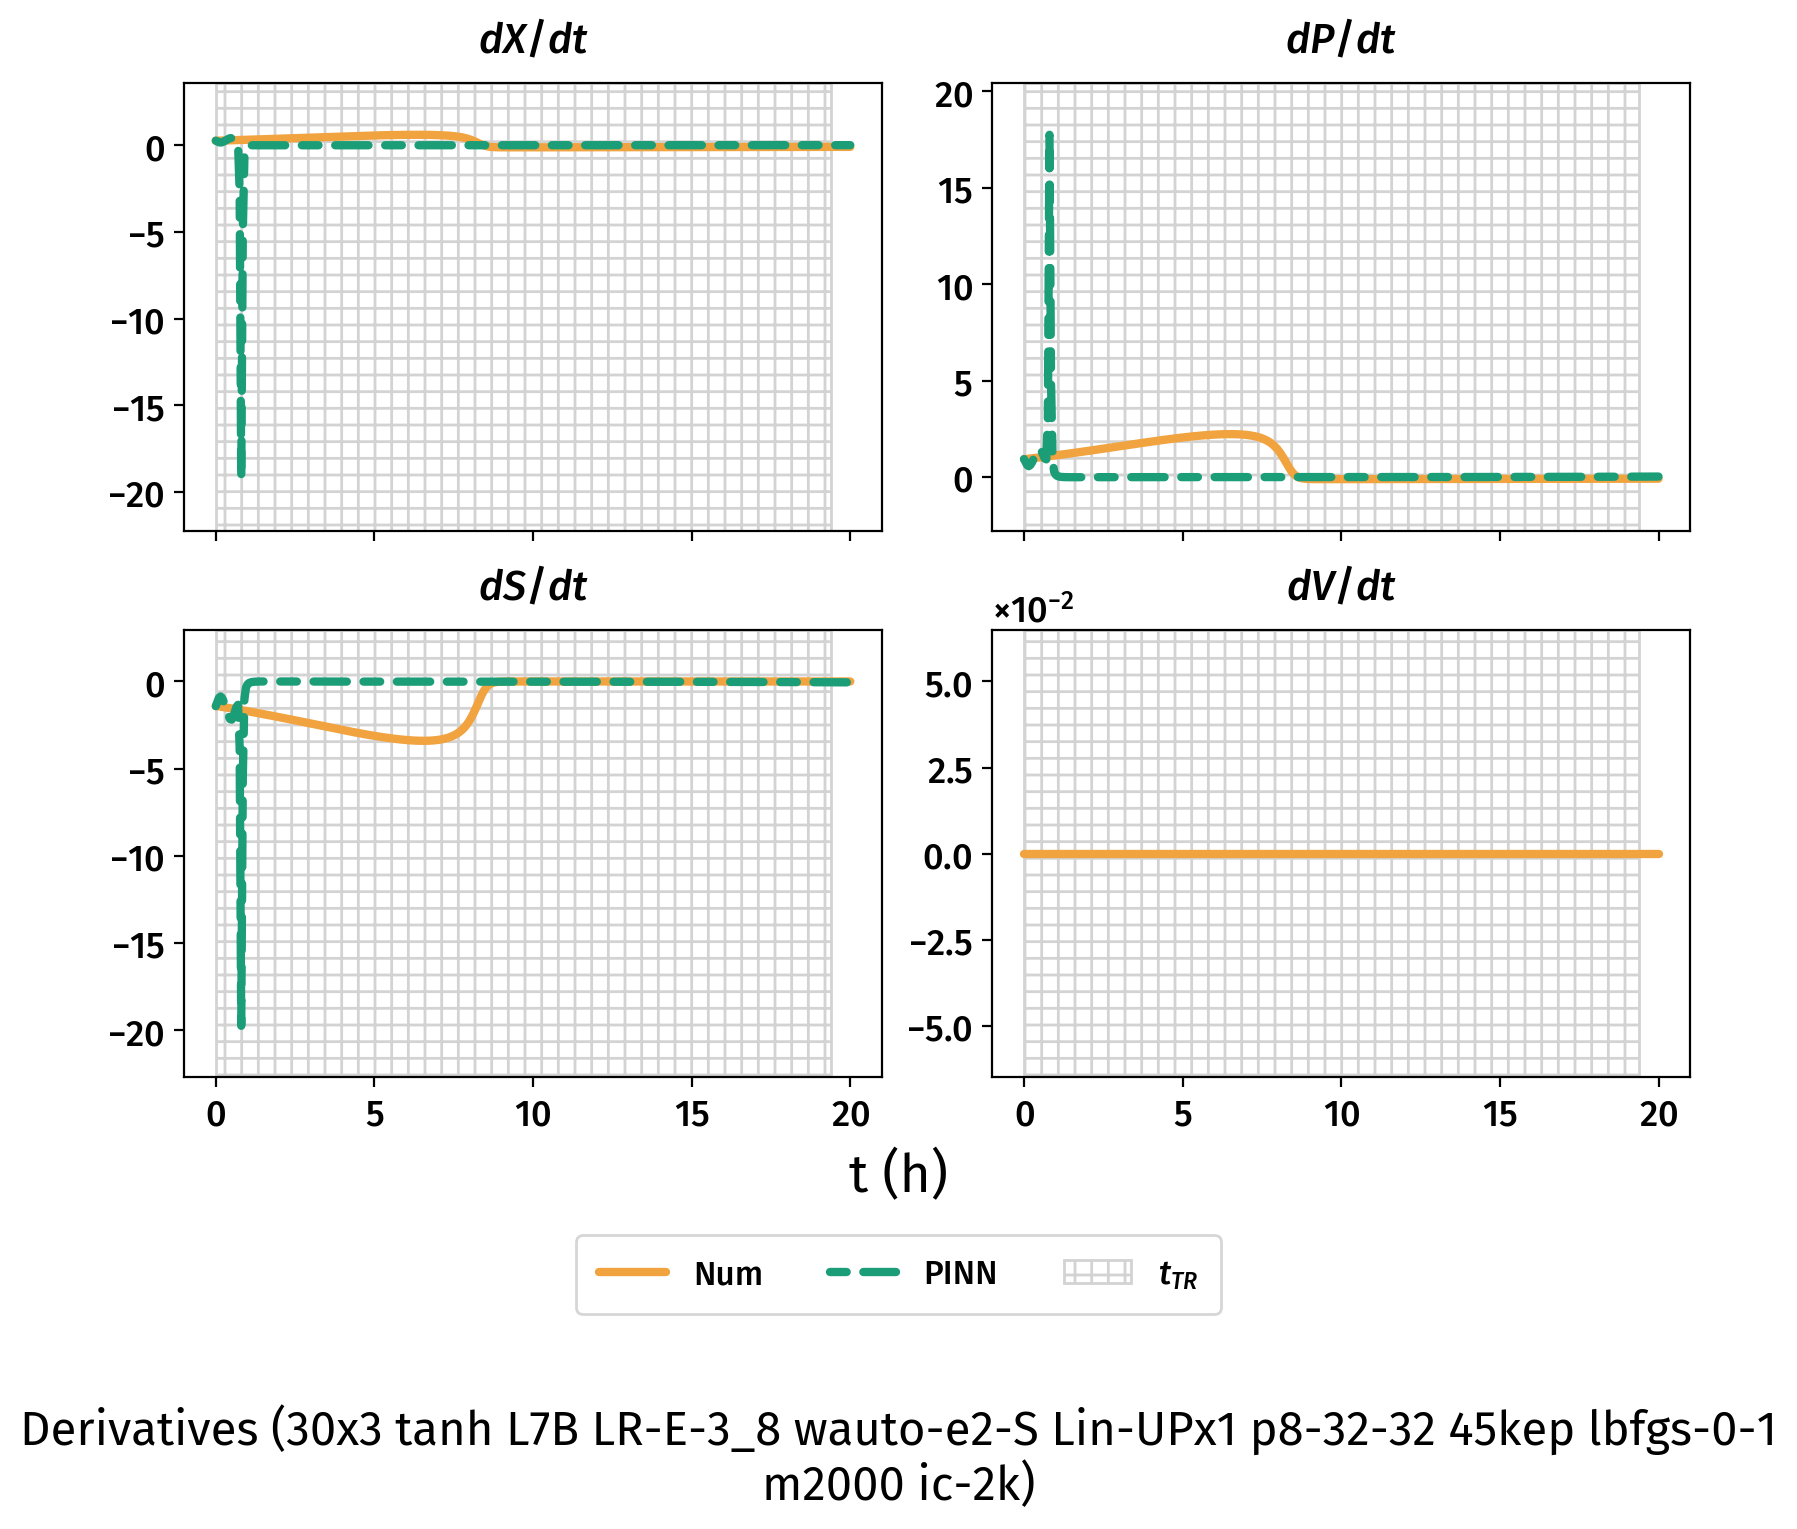 dX/dt
dP/dt
0
−5
−10
−15
−20
20
15
10
5
0
dS/dt
dV/dt
×10⁻²
0
−5
−10
−15
−20
5.0
2.5
0.0
−2.5
−5.0
0 5 10 15 20
0 5 10 15 20
t (h)
Num PINN t_TR
Derivatives (30x3 tanh L7B LR-E-3_8 wauto-e2-S Lin-UPx1 p8-32-32 45kep lbfgs-0-1
m2000 ic-2k)